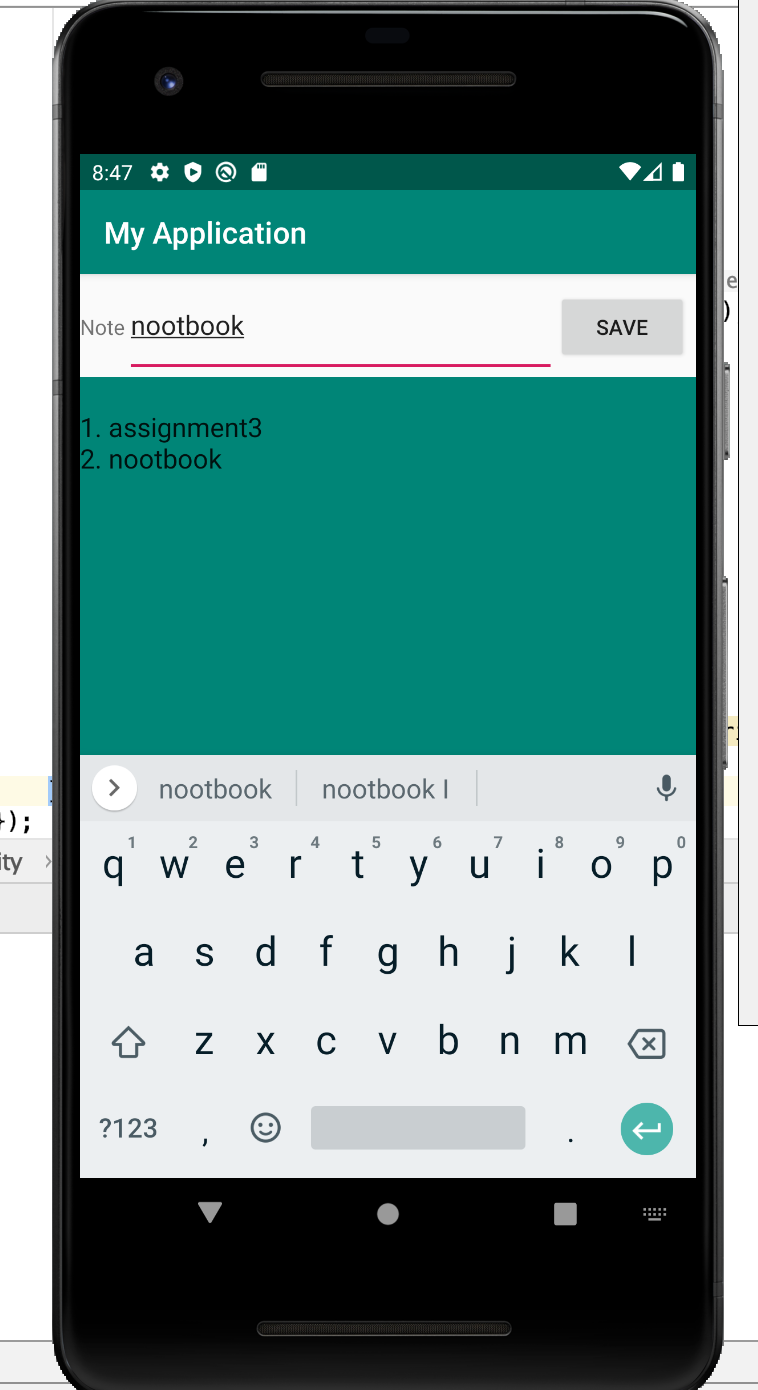 8:47
My Application
e
)
Note nootbook SAVE
1. assignment3
2. nootbook
nootbook nootbook I
});
ity
1 2 3 4 5 6 7 8 9 0
q w e r t y u i o p
a s d f g h j k l
z x c v b n m
?123 , .